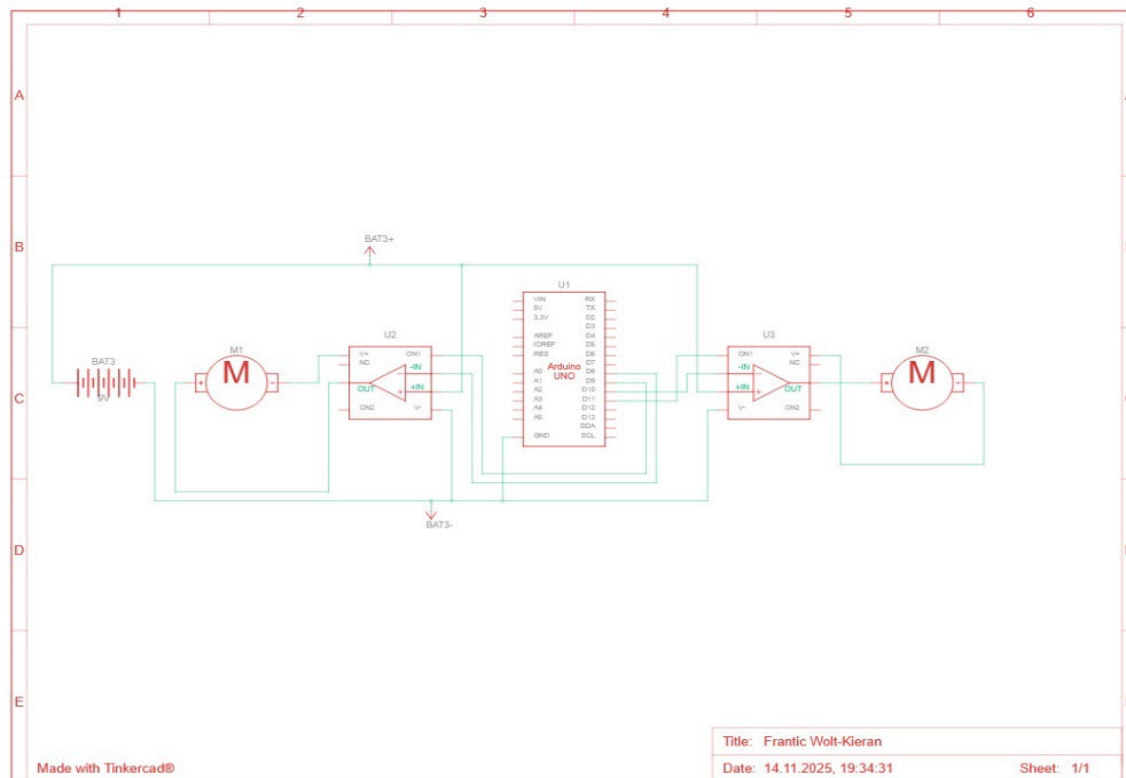 1 2 3 4 5 6
A
B
C
D
E
BAT3+
BAT3
9V
M1
M
U2
V+
NC
OUT
ON2
ON1
-IN
+IN
V-
U1
VIN
5V
3.3V
AREF
IOREF
RES
A0
A1
A2
A3
A4
A5
GND
Arduino
UNO
RX
TX
D2
D3
D4
D5
D6
D7
D8
D9
D10
D11
D12
D13
SDA
SCL
U3
ON1
-IN
+IN
V-
V+
NC
OUT
ON2
M2
M
BAT3-
Title: Frantic Wolt-Kieran
Made with Tinkercad®
Date: 14.11.2025, 19:34:31 Sheet: 1/1